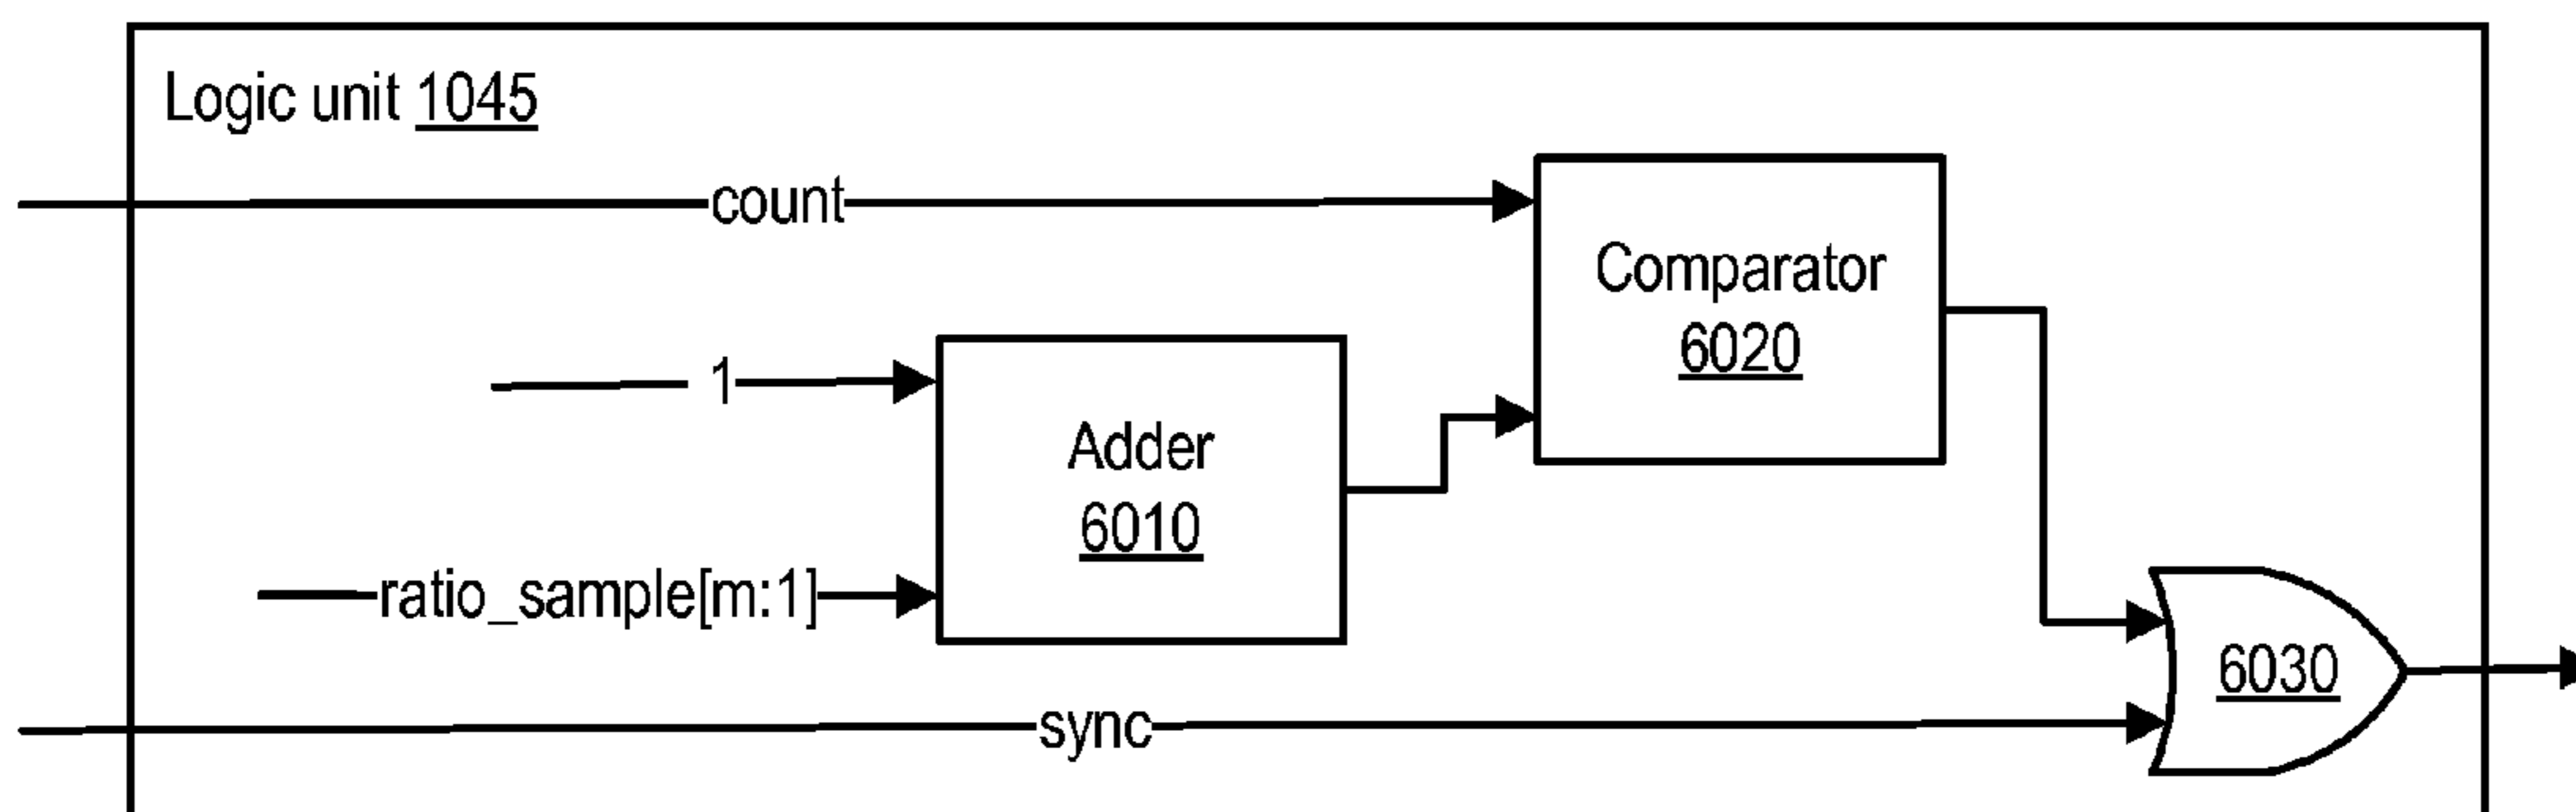 Logic unit 1045
count
Comparator
6020
1
Adder
6010
ratio_sample[m:1]
6030
sync